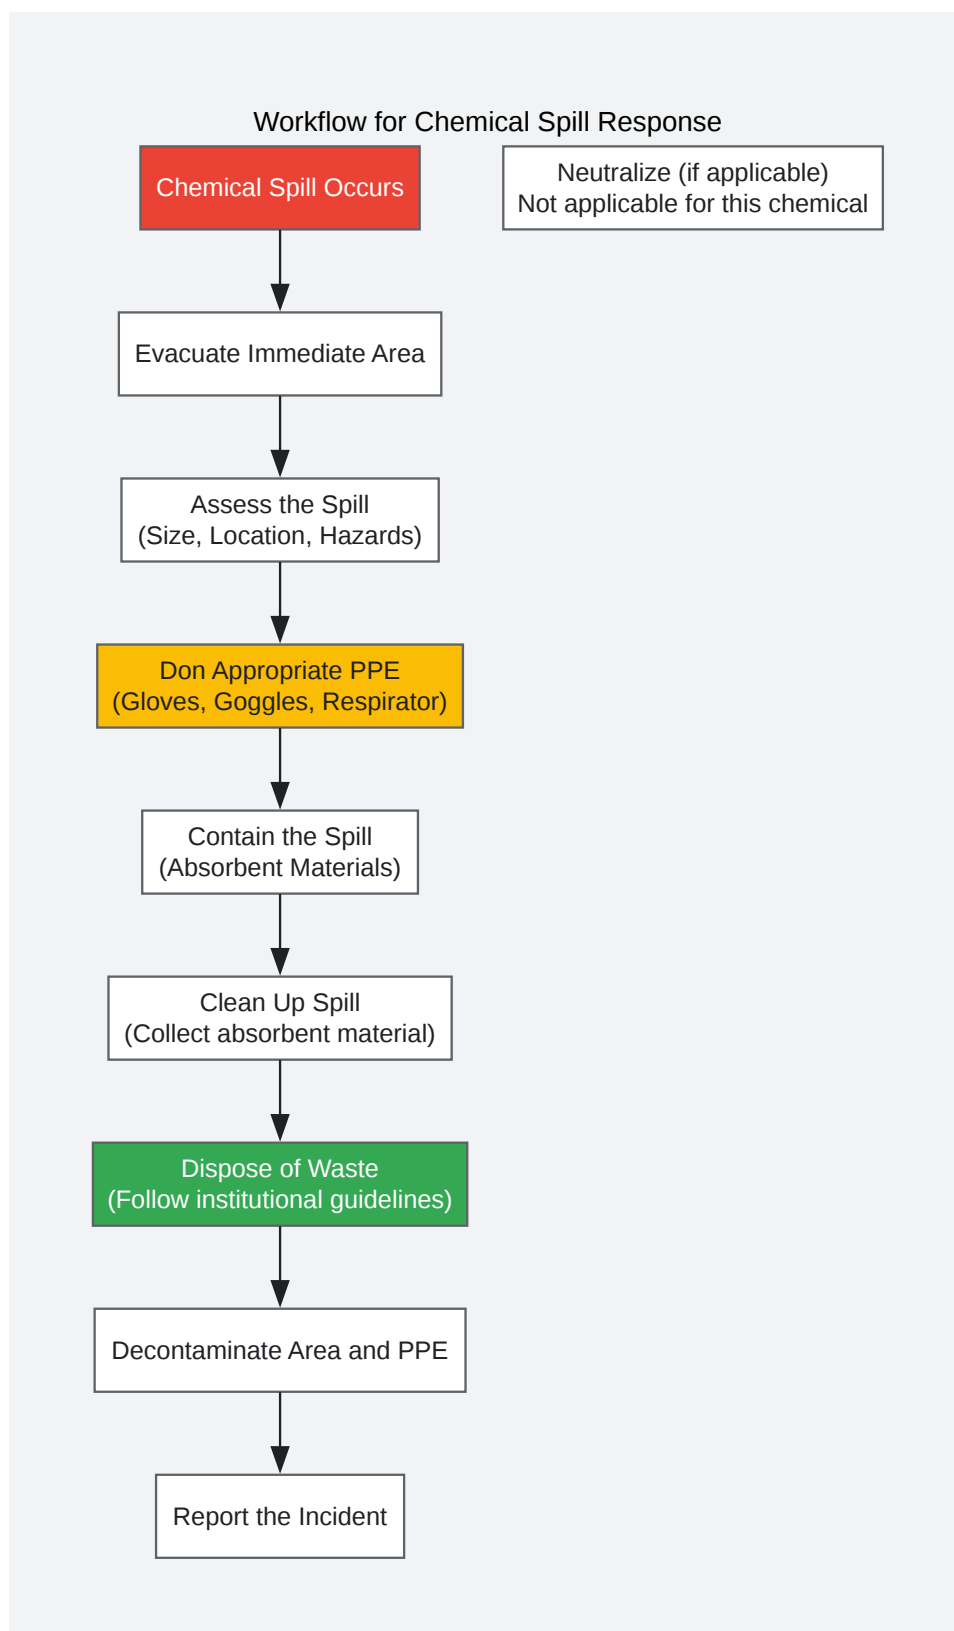 Workflow for Chemical Spill Response
Chemical Spill Occurs
Neutralize (if applicable)
Not applicable for this chemical
Evacuate Immediate Area
Assess the Spill
(Size, Location, Hazards)
Don Appropriate PPE
(Gloves, Goggles, Respirator)
Contain the Spill
(Absorbent Materials)
Clean Up Spill
(Collect absorbent material)
Dispose of Waste
(Follow institutional guidelines)
Decontaminate Area and PPE
Report the Incident